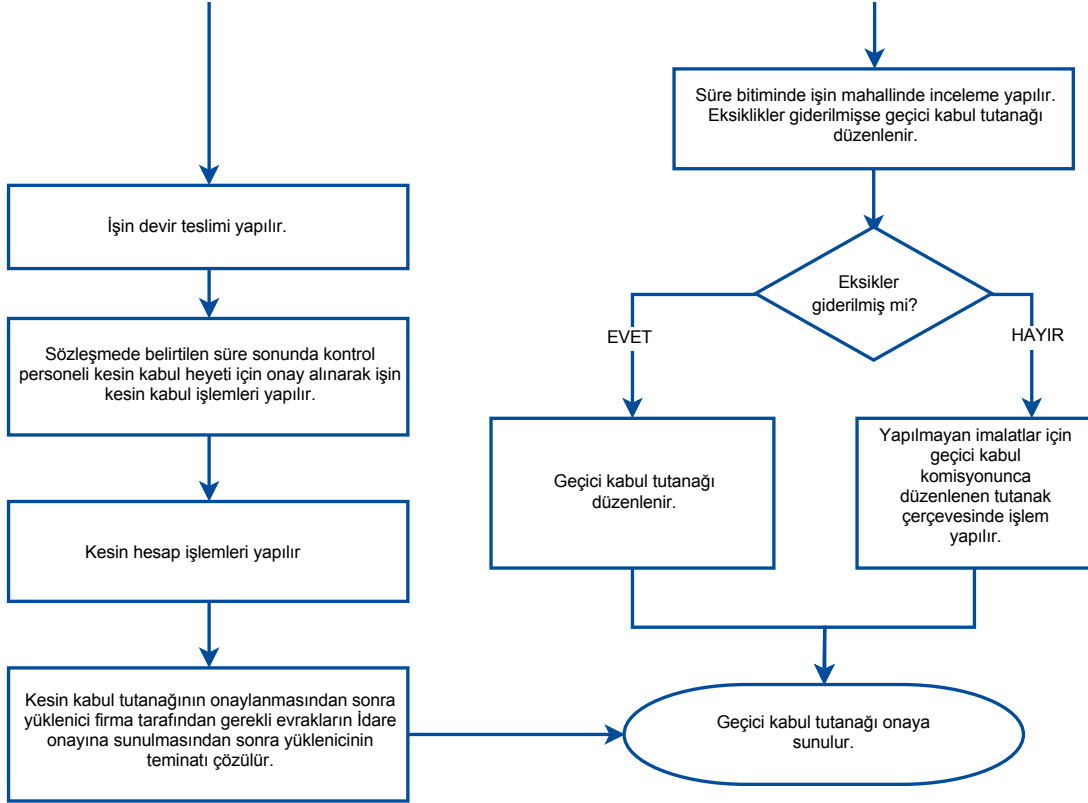 Süre bitiminde işin mahallinde inceleme yapılır.
Eksiklikler giderilmişse geçici kabul tutanağı
düzenlenir.
İşin devir teslimi yapılır.
Eksikler
giderilmiş mi?
EVET
HAYIR
Sözleşmede belirtilen süre sonunda kontrol
personeli kesin kabul heyeti için onay alınarak işin
kesin kabul işlemleri yapılır.
Geçici kabul tutanağı
düzenlenir.
Yapılmayan imalatlar için
geçici kabul
komisyonunca
düzenlenen tutanak
çerçevesinde işlem
yapılır.
Kesin hesap işlemleri yapılır
Kesin kabul tutanağının onaylanmasından sonra
yüklenici firma tarafından gerekli evrakların İdare
onayına sunulmasından sonra yüklenicinin
teminatı çözülür.
Geçici kabul tutanağı onaya
sunulur.